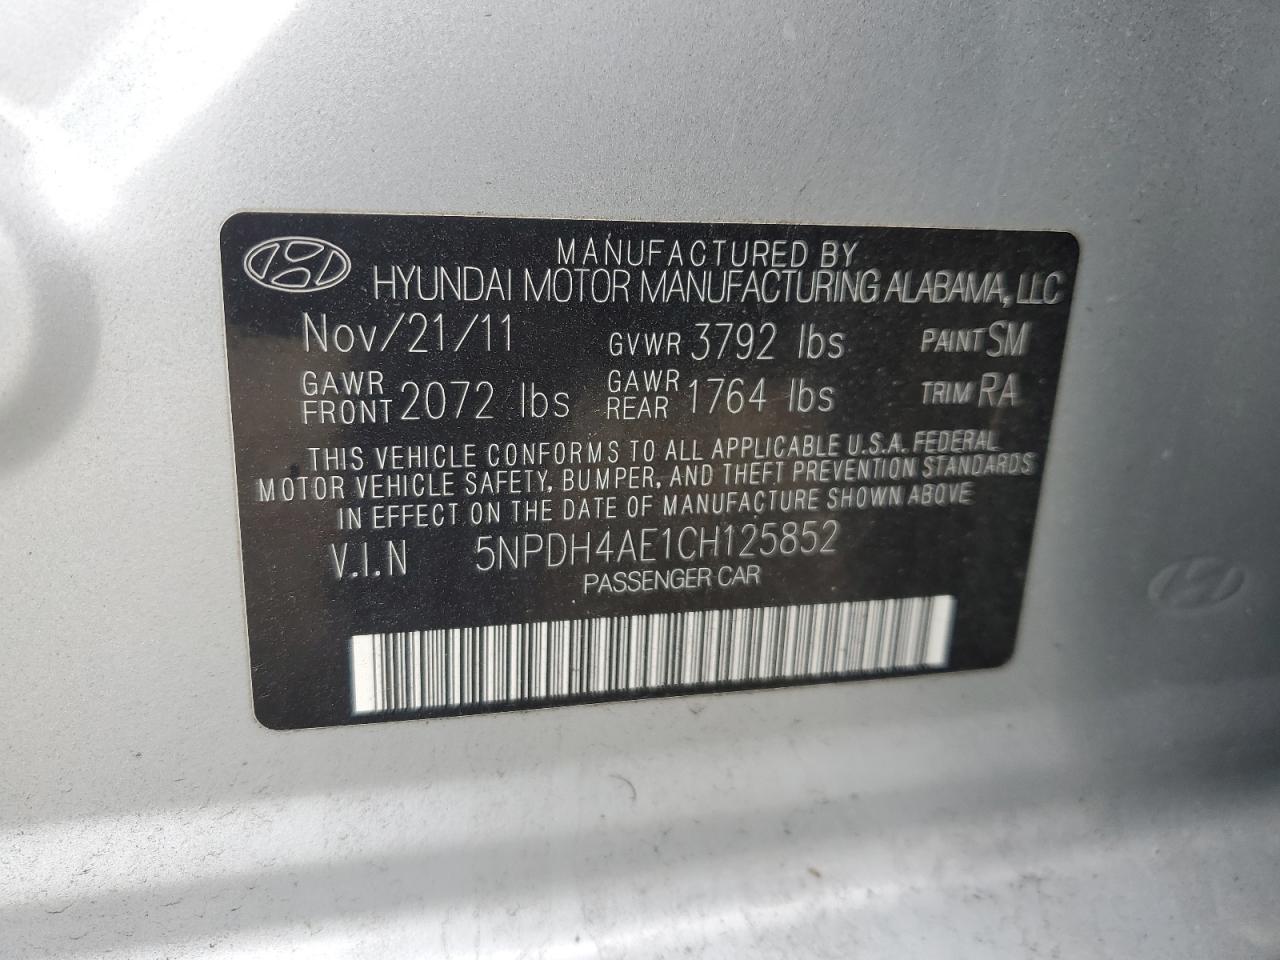 MANUFACTURED BY
HYUNDAI MOTOR MANUFACTURING ALABAMA, LLC
Nov/21/11 GVWR 3792 lbs PAINT SM
GAWR FRONT 2072 lbs GAWR REAR 1764 lbs TRIM RA
THIS VEHICLE CONFORMS TO ALL APPLICABLE U.S.A. FEDERAL
MOTOR VEHICLE SAFETY, BUMPER, AND THEFT PREVENTION STANDARDS
IN EFFECT ON THE DATE OF MANUFACTURE SHOWN ABOVE
V.I.N 5NPDH4AE1CH125852
PASSENGER CAR